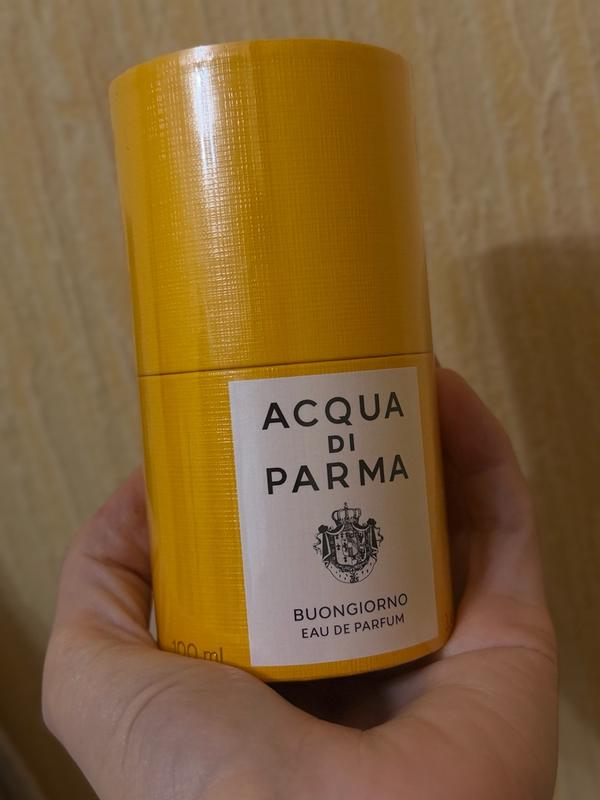 ACQUA
DI
PARMA
BUONGIORNO
EAU DE PARFUM
100 ml